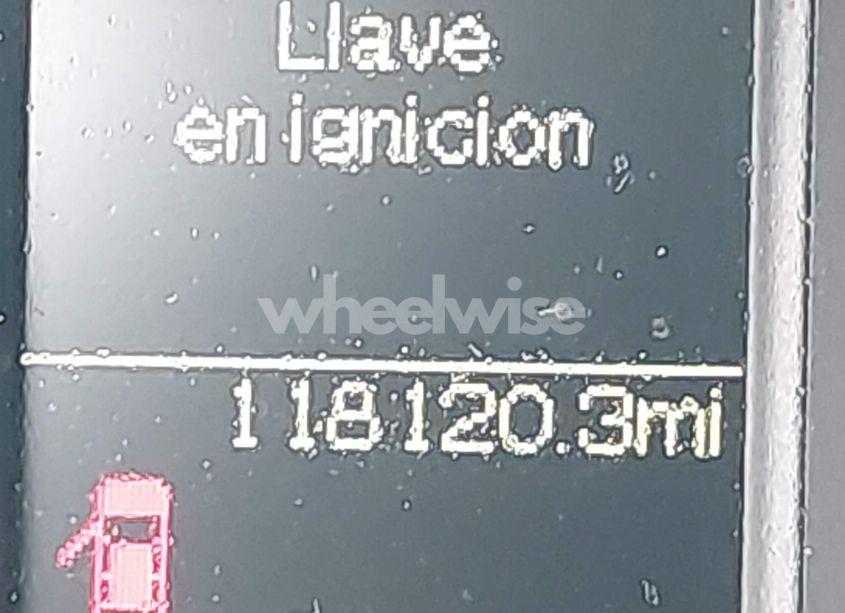 Llave
en ignicion
wheelwise
118120.3mi